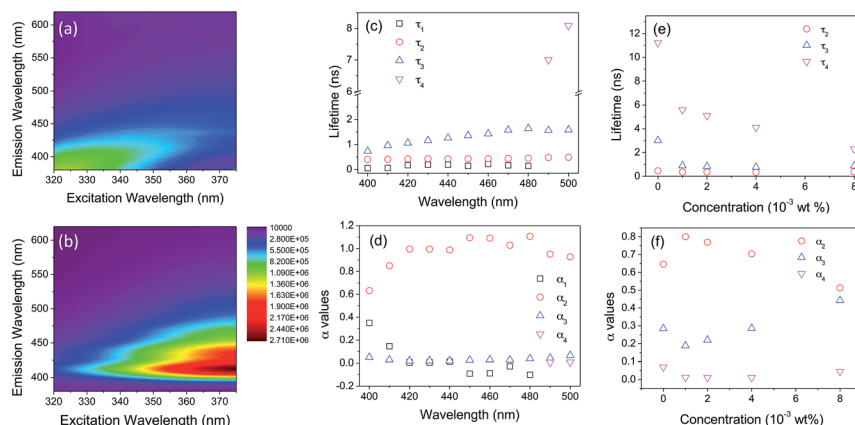 (a)
600
550
500
450
400
320 330 340 350 360 370
Emission Wavelength (nm)
Excitation Wavelength (nm)
(b)
600
550
500
450
400
320 330 340 350 360 370
Emission Wavelength (nm)
Excitation Wavelength (nm)
10000
2.800E+05
5.500E+05
8.200E+05
1.090E+06
1.360E+06
1.630E+06
1.900E+06
2.170E+06
2.440E+06
2.710E+06
(c)
τ1
τ2
τ3
τ4
8
7
6
2
1
0
400 420 440 460 480 500
Lifetime (ns)
Wavelength (nm)
(d)
1.2
1.0
0.8
0.6
0.4
0.2
0.0
-0.2
400 420 440 460 480 500
α values
α1
α2
α3
α4
Wavelength (nm)
(e)
τ2
τ3
τ4
12
10
8
6
4
2
0
0 2 4 6 8
Lifetime (ns)
Concentration (10-3 wt %)
(f)
α2
α3
α4
0.8
0.7
0.6
0.5
0.4
0.3
0.2
0.1
0.0
0 2 4 6 8
α values
Concentration (10-3 wt%)